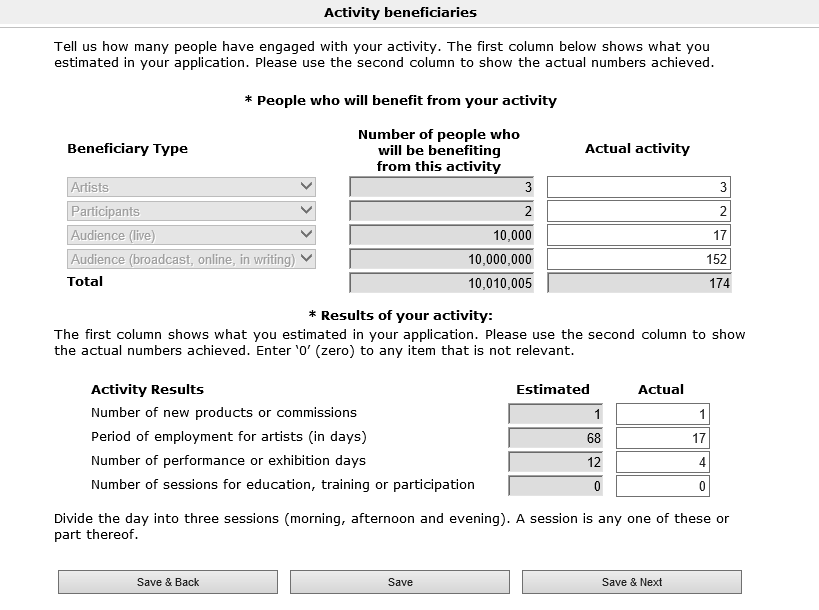 Activity beneficiaries
Tell us how many people have engaged with your activity. The first column below shows what you
estimated in your application. Please use the second column to show the actual numbers achieved.
* People who will benefit from your activity
Beneficiary Type Number of people who will be benefiting from this activity Actual activity
Artists 3 3
Participants 2 2
Audience (live) 10,000 17
Audience (broadcast, online, in writing) 10,000,000 152
Total 10,010,005 174
* Results of your activity:
The first column shows what you estimated in your application. Please use the second column to show
the actual numbers achieved. Enter ‘0’ (zero) to any item that is not relevant.
Activity Results Estimated Actual
Number of new products or commissions 1 1
Period of employment for artists (in days) 68 17
Number of performance or exhibition days 12 4
Number of sessions for education, training or participation 0 0
Divide the day into three sessions (morning, afternoon and evening). A session is any one of these or
part thereof.
Save & Back Save Save & Next